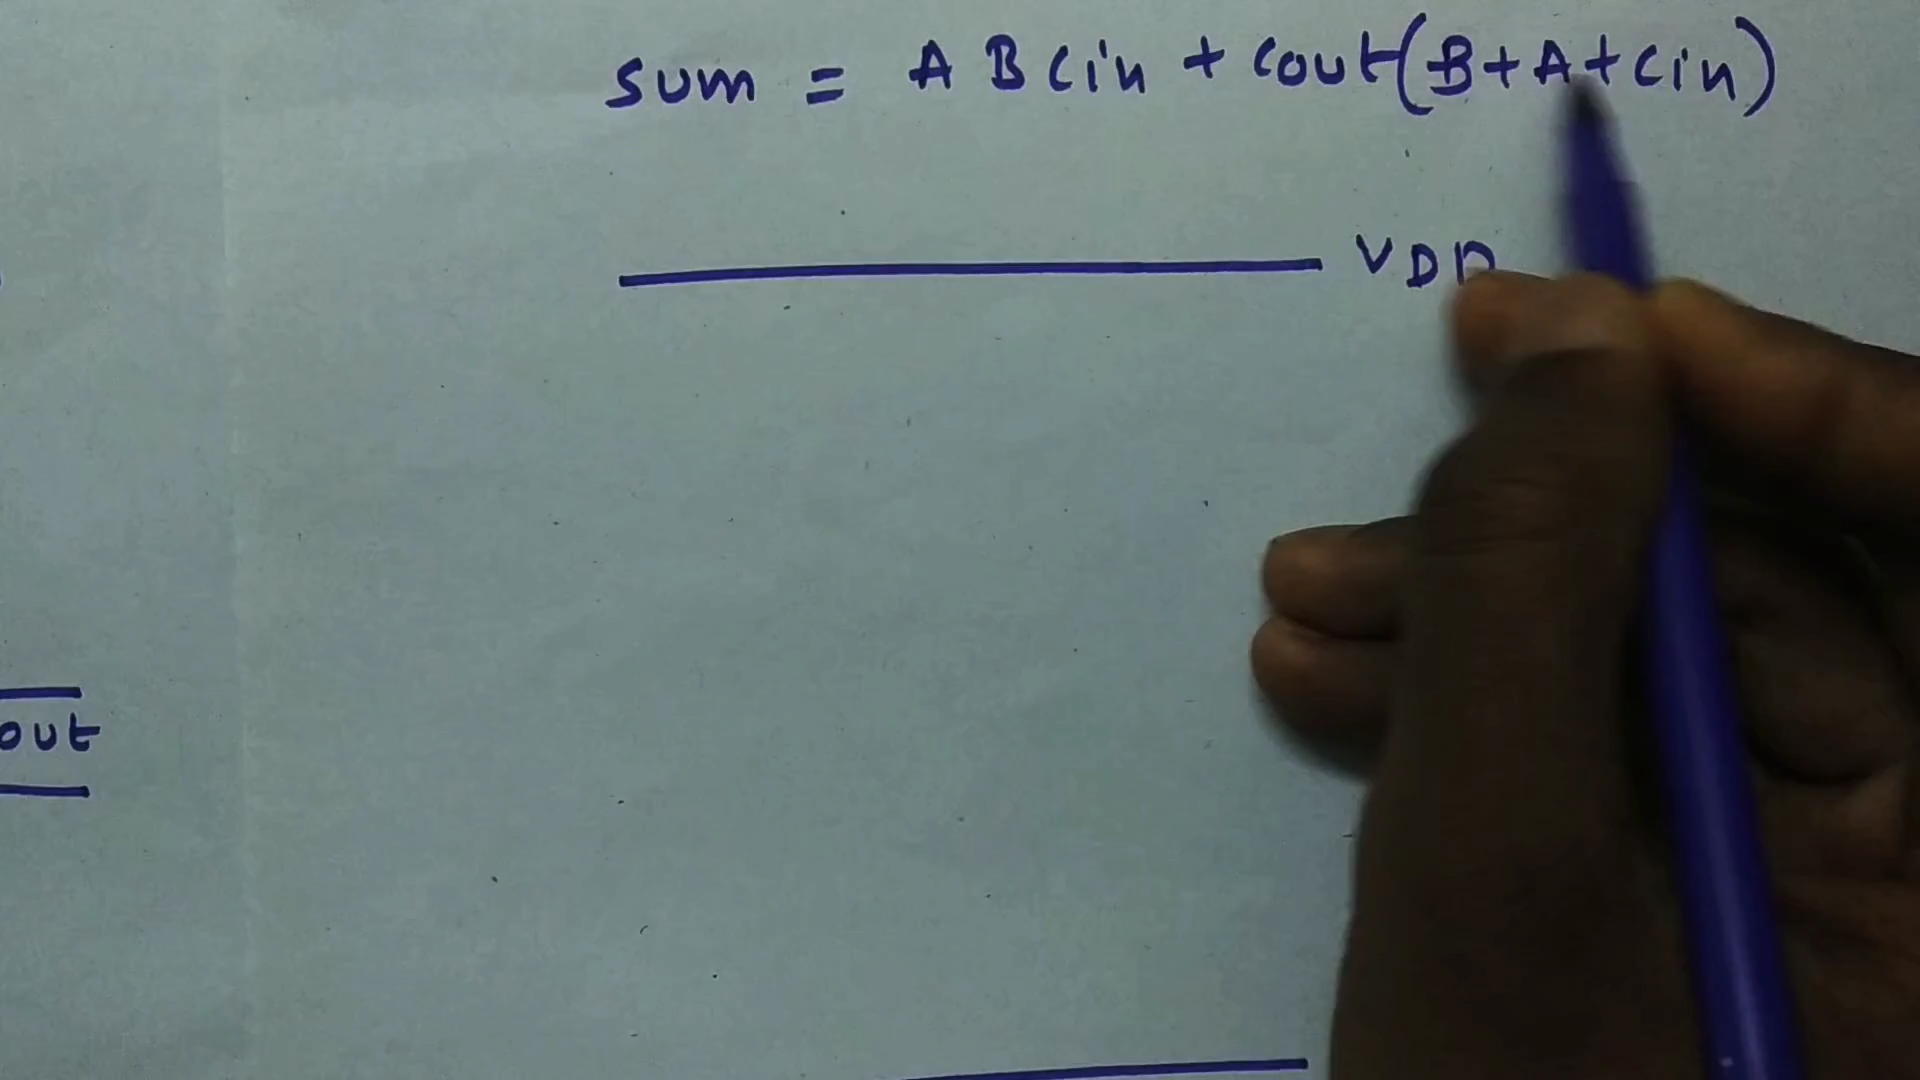 sum = A B Cin + Cout(B+A+Cin)
VDD
out